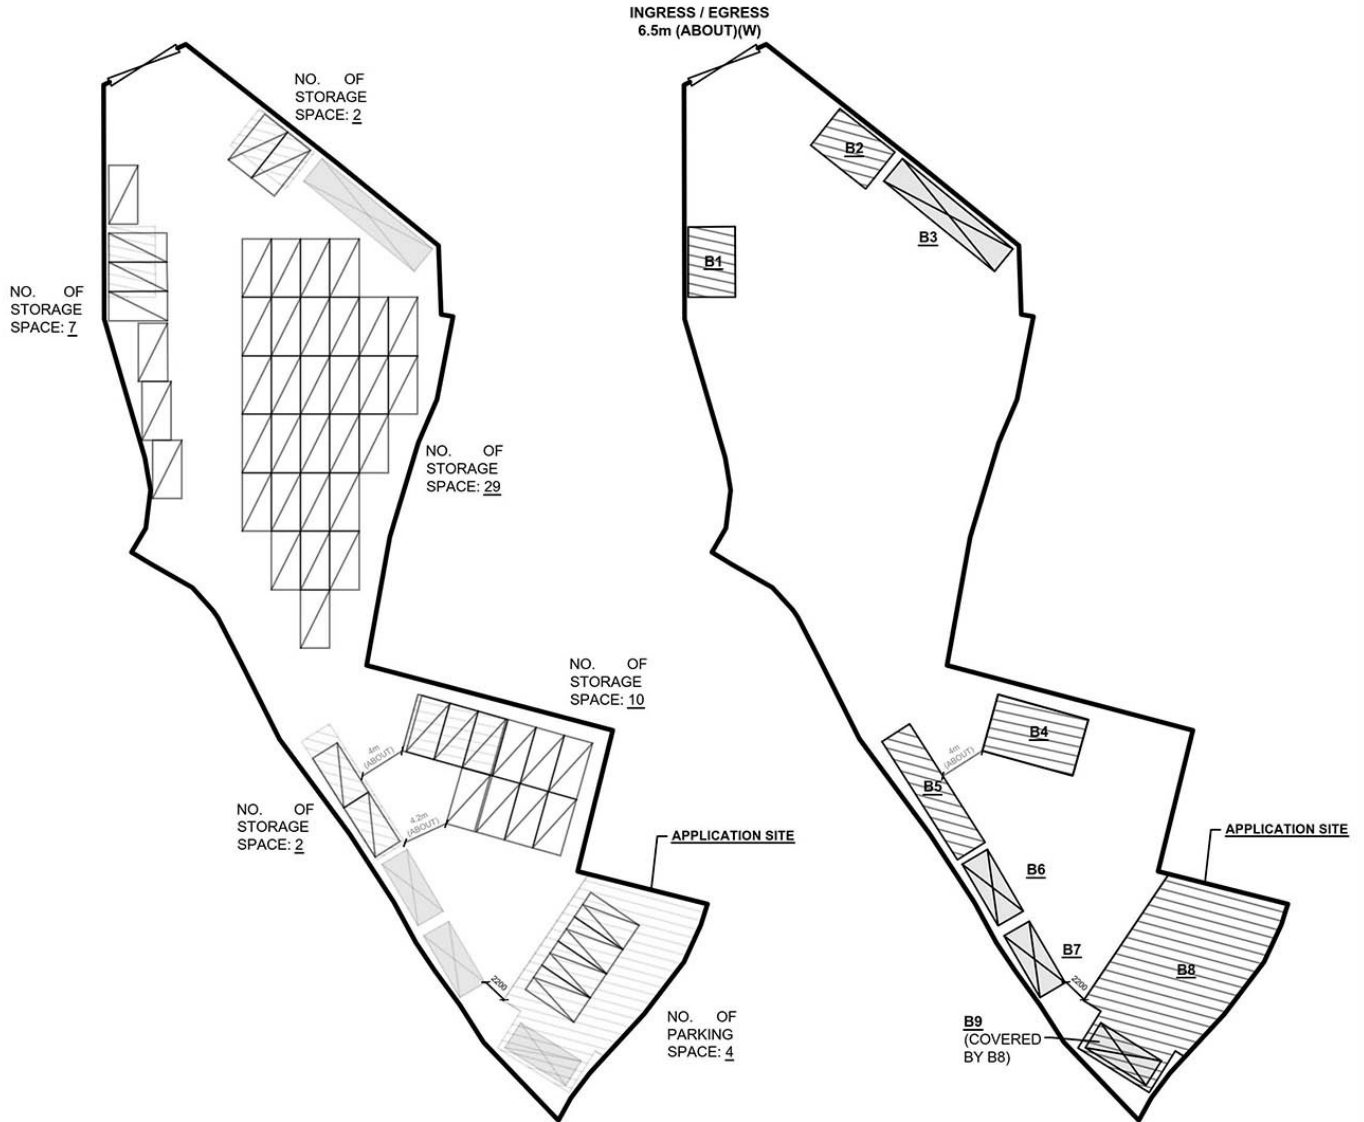 INGRESS / EGRESS
6.5m (ABOUT)(W)
NO. OF
STORAGE
SPACE: 2
NO. OF
STORAGE
SPACE: 7
NO. OF
STORAGE
SPACE: 29
NO. OF
STORAGE
SPACE: 10
4m
(ABOUT)
4.2m
(ABOUT)
NO. OF
STORAGE
SPACE: 2
APPLICATION SITE
2200
NO. OF
PARKING
SPACE: 4
B2
B3
B1
B4
4m
(ABOUT)
B5
APPLICATION SITE
B6
B7
B8
2200
B9
(COVERED
BY B8)